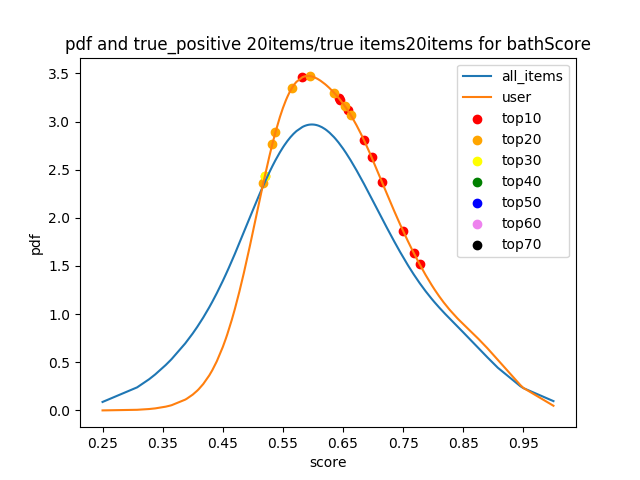 pdf and true_positive 20items/true items20items for bathScore
3.5
3.0
2.5
2.0
1.5
1.0
0.5
0.0
pdf
all_items
user
top10
top20
top30
top40
top50
top60
top70
0.25 0.35 0.45 0.55 0.65 0.75 0.85 0.95
score